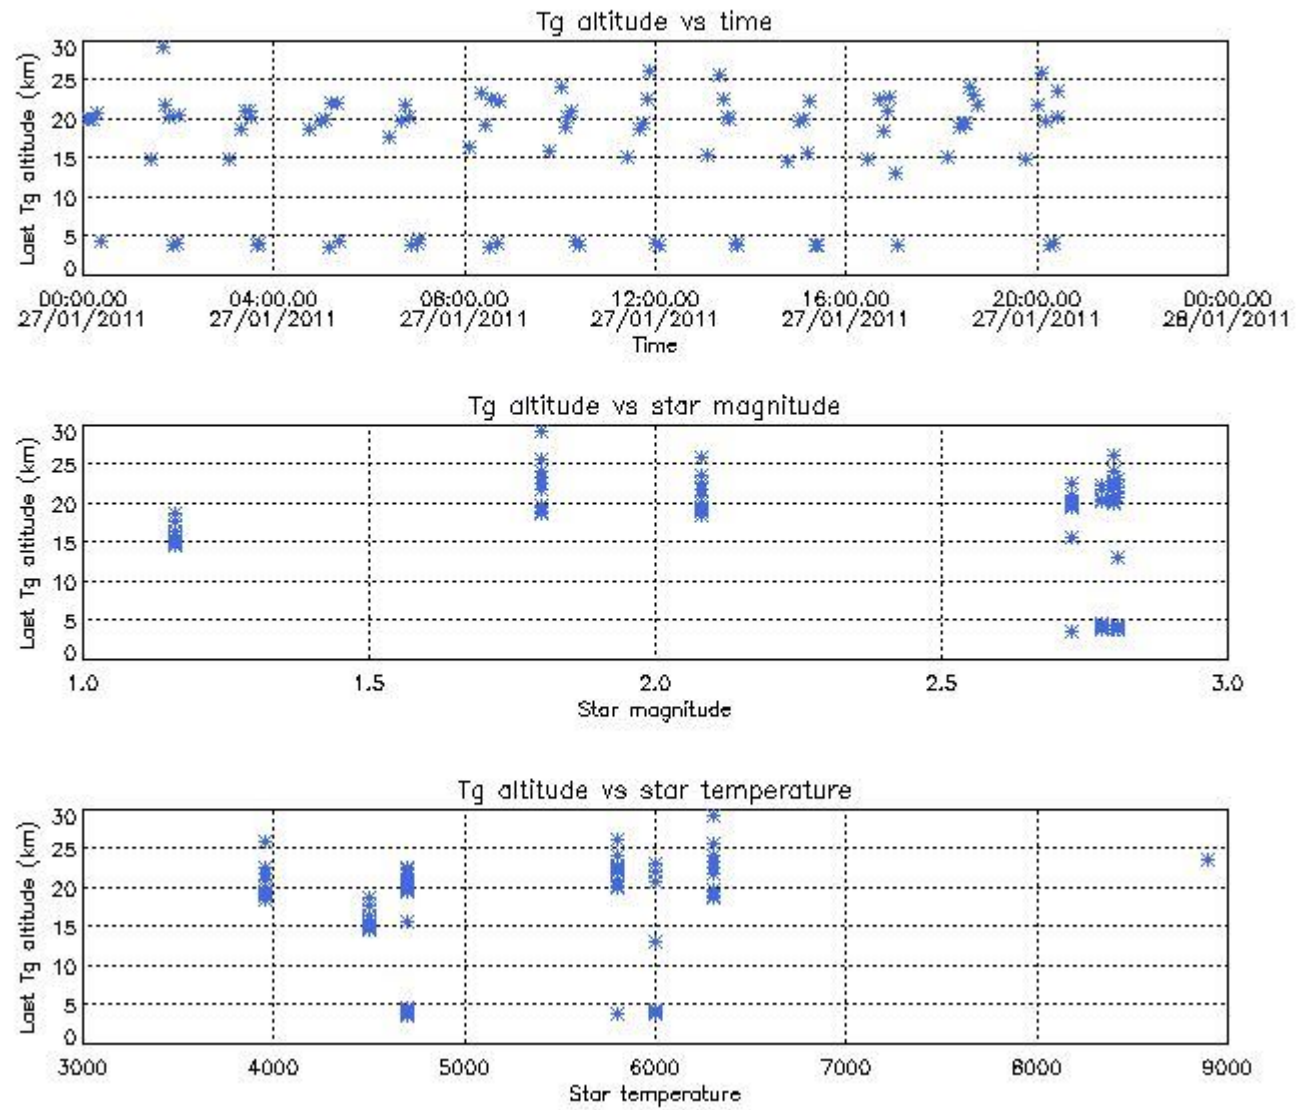 Tg altitude vs time
Last Tg altitude (km)
30
25
20
15
10
5
0
00:00.00 04:00.00 08:00.00 12:00.00 16:00.00 20:00.00 00:00.00
27/01/2011 27/01/2011 27/01/2011 27/01/2011 27/01/2011 27/01/2011 28/01/2011
Time
Tg altitude vs star magnitude
Last Tg altitude (km)
30
25
20
15
10
5
0
1.0 1.5 2.0 2.5 3.0
Star magnitude
Tg altitude vs star temperature
Last Tg altitude (km)
30
25
20
15
10
5
0
3000 4000 5000 6000 7000 8000 9000
Star temperature